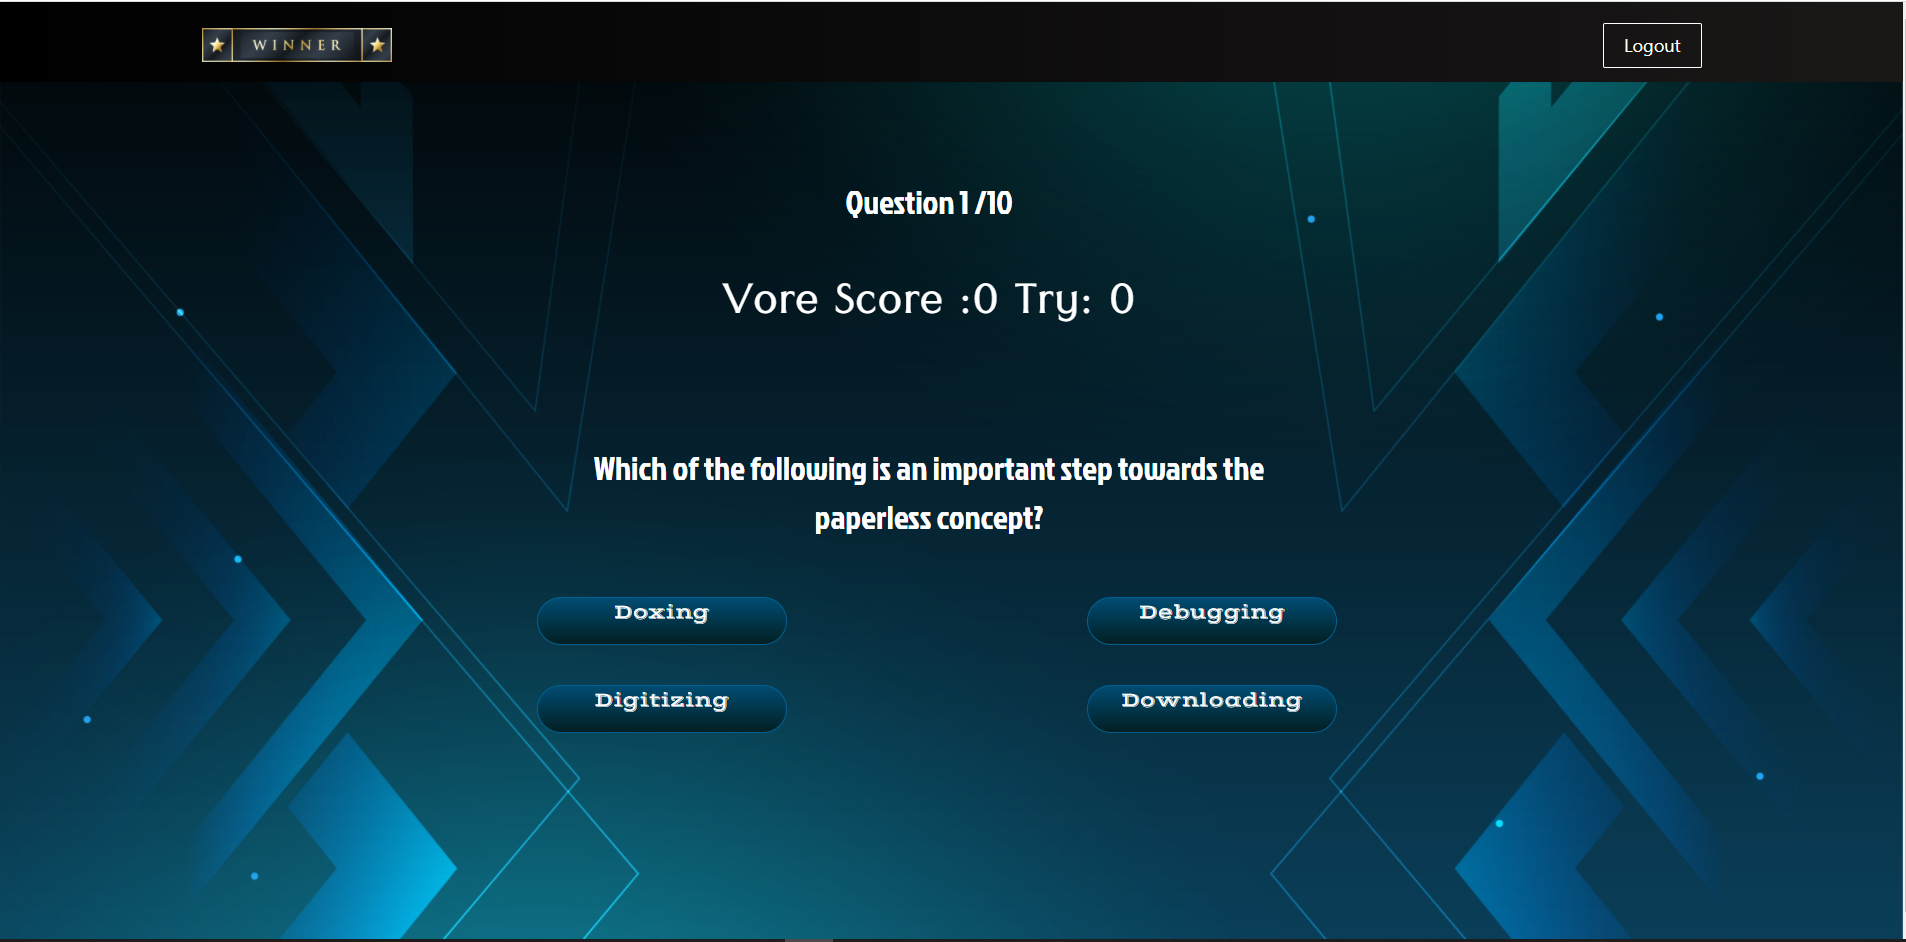 WINNER
Logout
Question 1 /10
Vore Score :0 Try: 0
Which of the following is an important step towards the
paperless concept?
Doxing
Debugging
Digitizing
Downloading